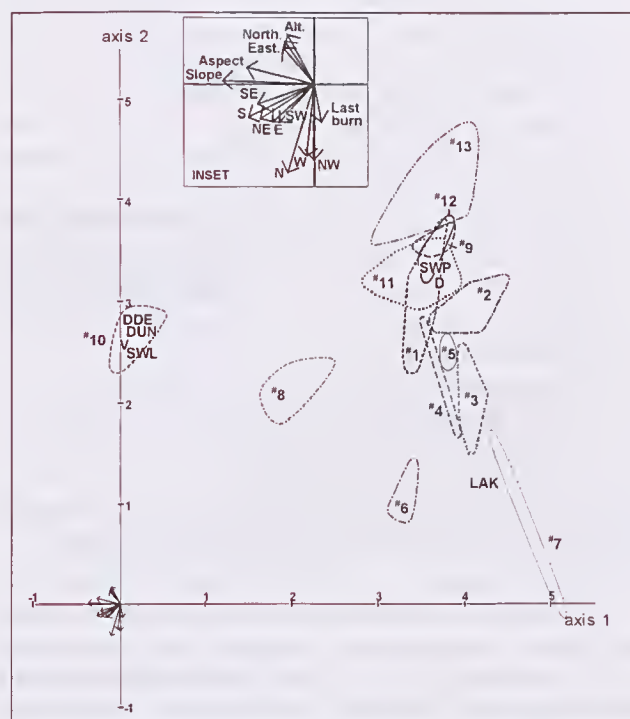 axis 2
Alt.
North.
East.
Aspect
Slope
SE
S
NE E
SW
Last
burn
W
NW
N
INSET
5
4
3
2
1
#13
#12
#9
SWP
D
#11
#2
DDE
DUN
V
SWL
#10
#1
#5
#8
#4
#3
LAK
#6
#7
-1
1
2
3
4
5
axis 1
-1